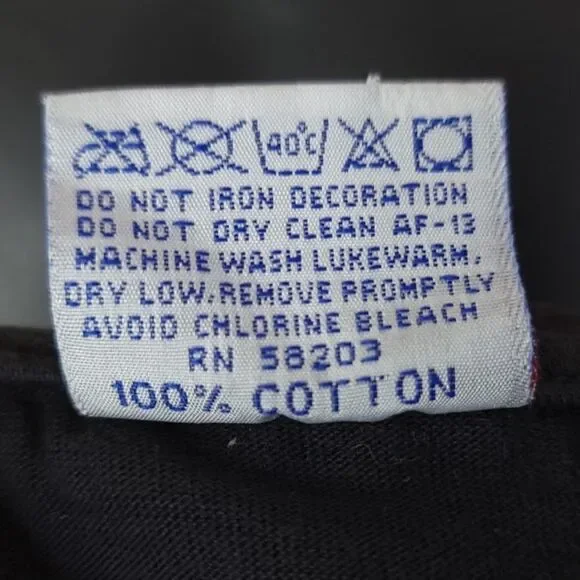 40°C
DO NOT IRON DECORATION
DO NOT DRY CLEAN AF-13
MACHINE WASH LUKEWARM,
DRY LOW, REMOVE PROMPTLY
AVOID CHLORINE BLEACH
RN 58203
100% COTTON